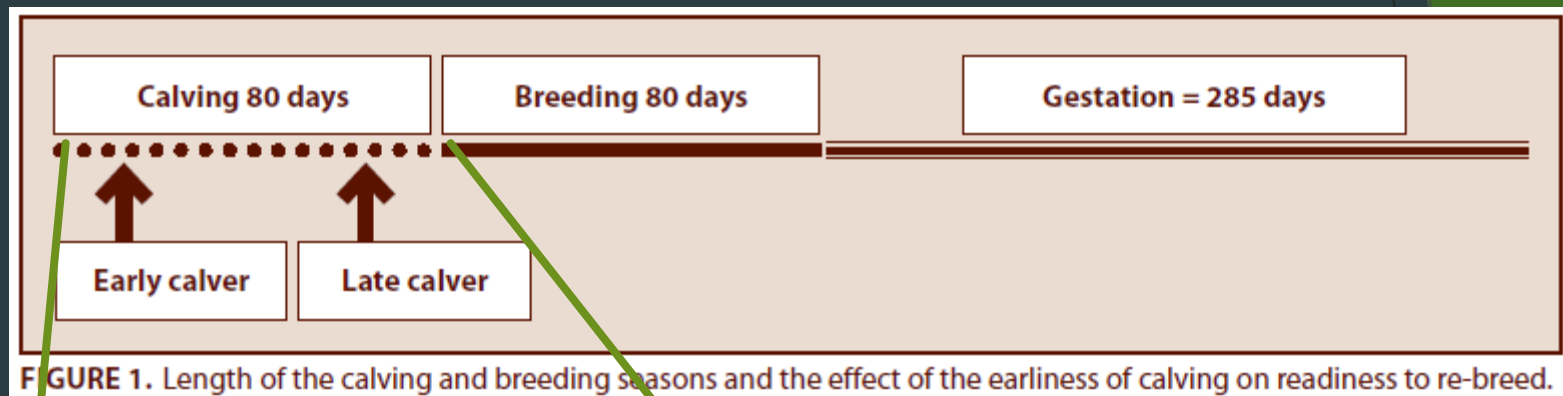 Calving 80 days
Breeding 80 days
Gestation = 285 days
Early calver
Late calver
FIGURE 1. Length of the calving and breeding seasons and the effect of the earliness of calving on readiness to re-breed.